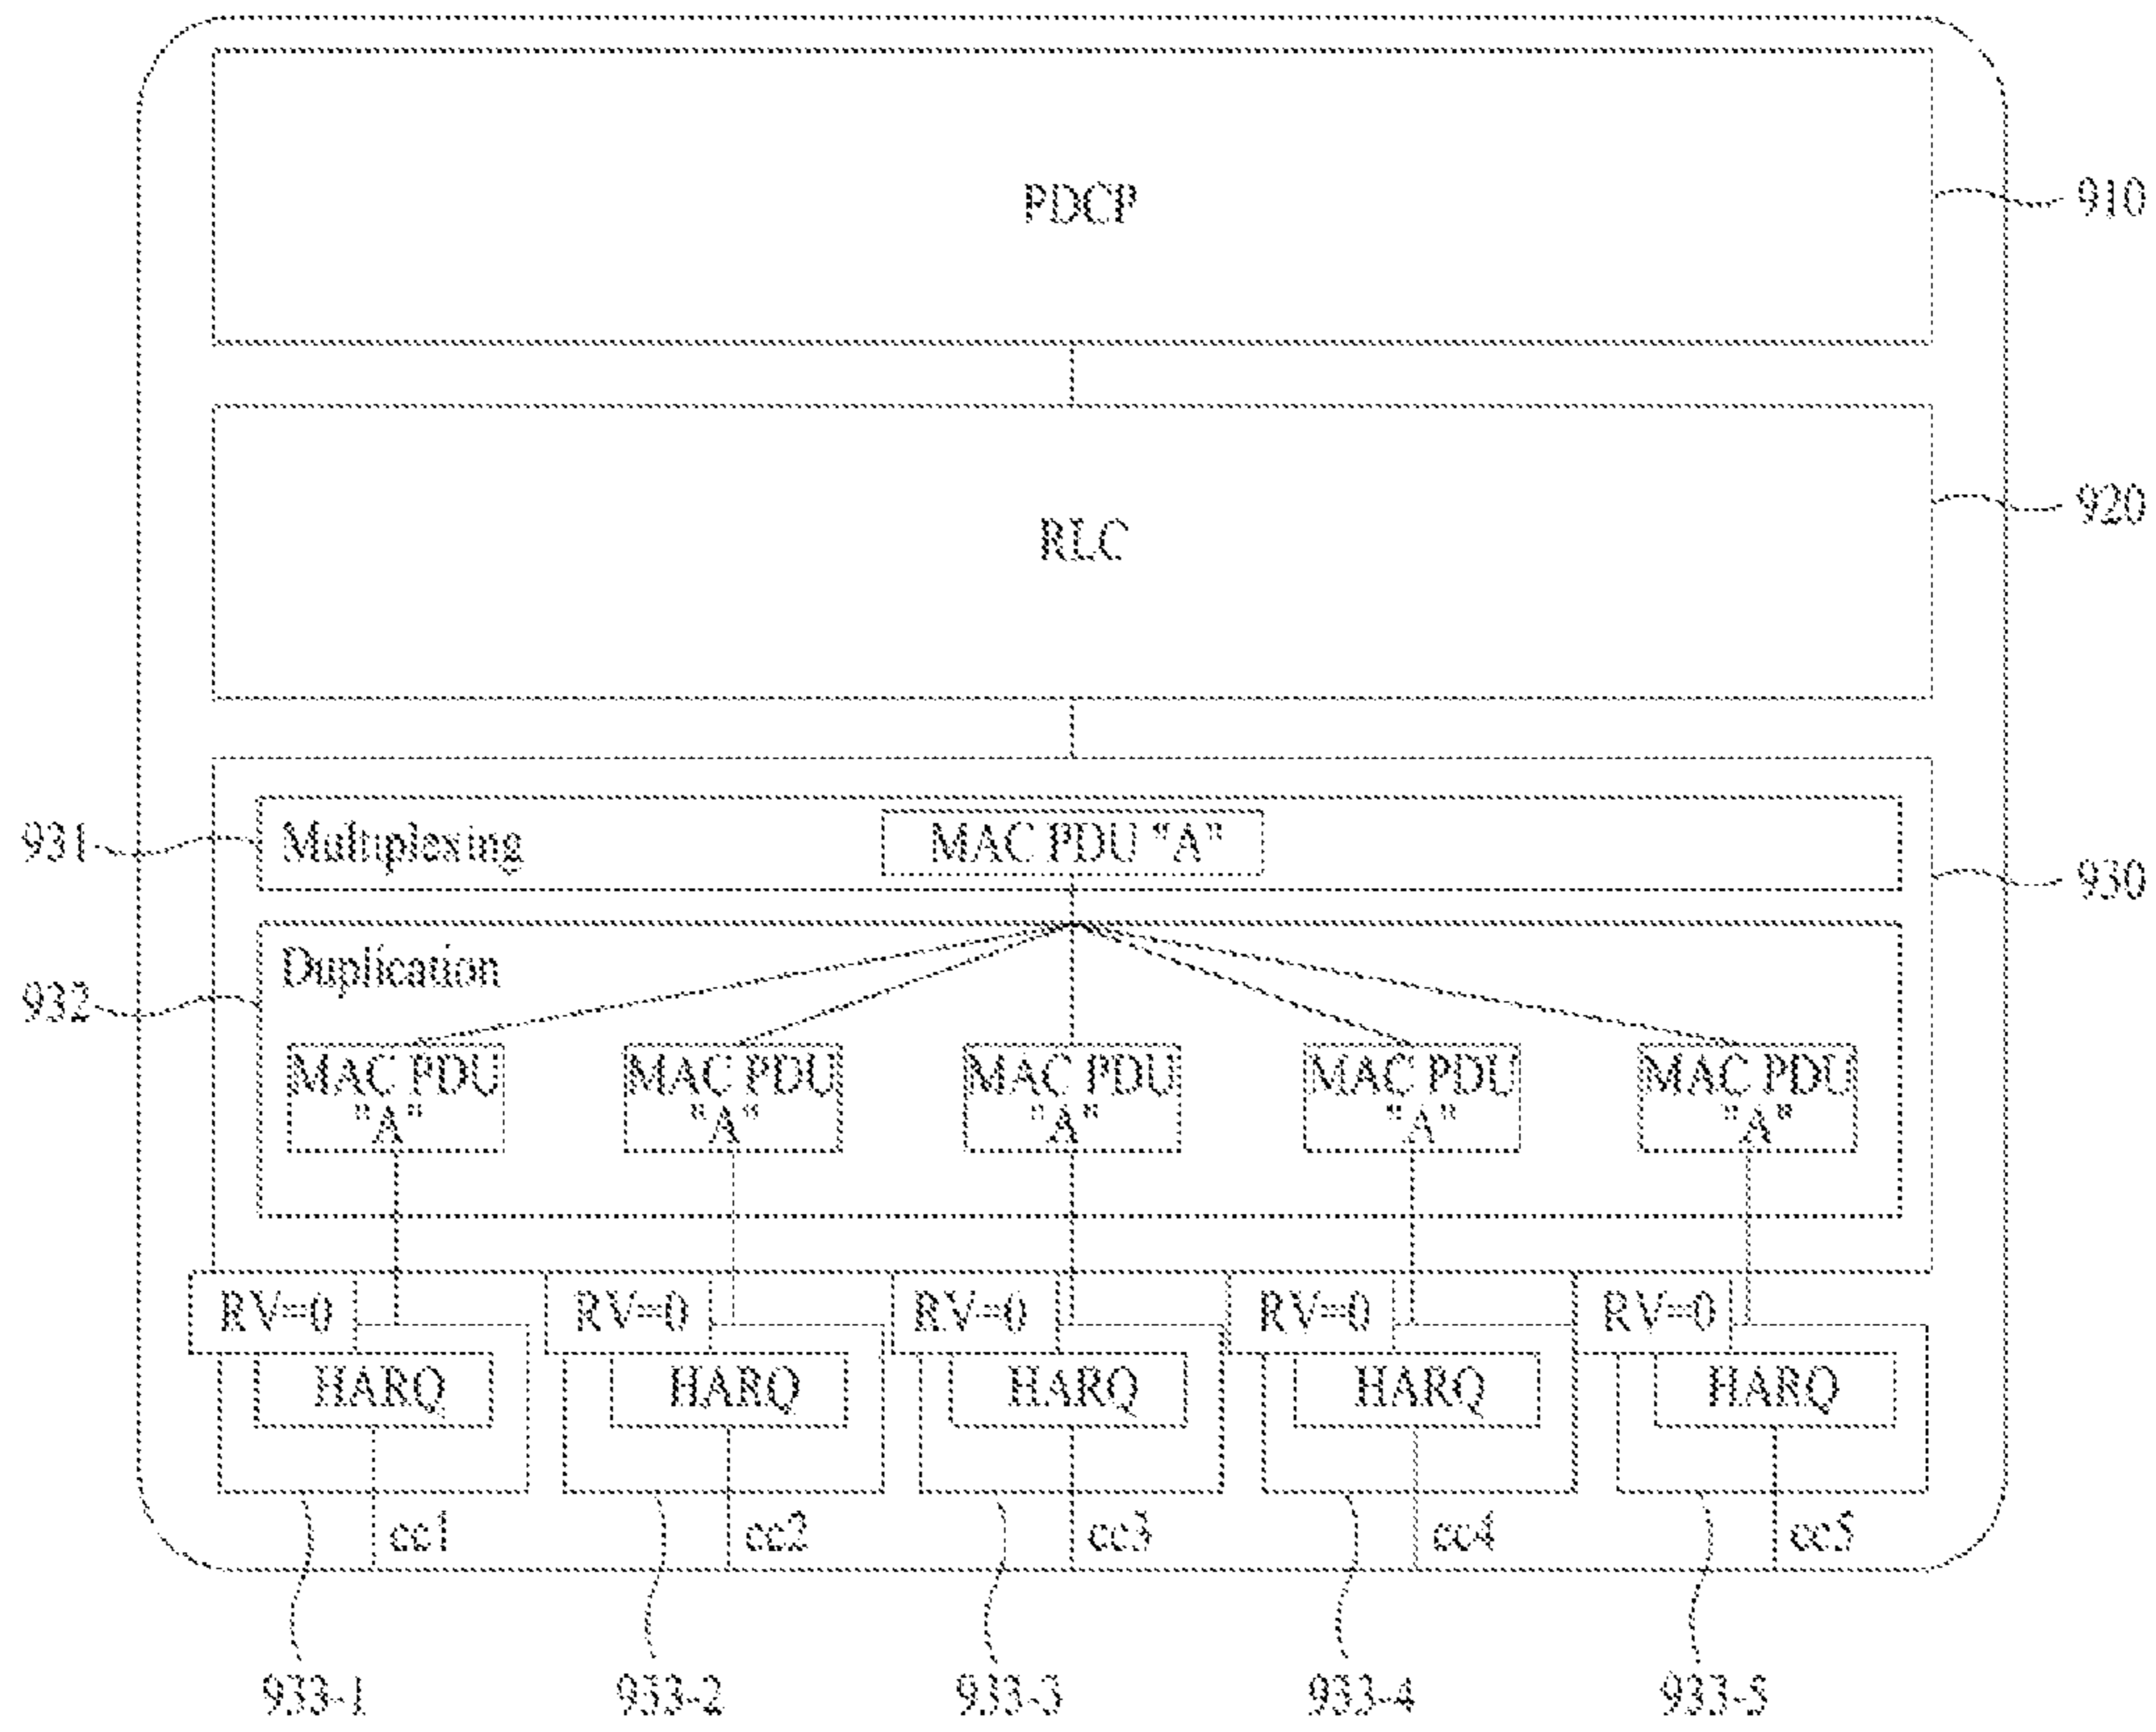 PDCP
910
RLC
920
931
Multiplexing
MAC PDU "A"
930
Duplication
932
MAC PDU
"A"
MAC PDU
"A"
MAC PDU
"A"
MAC PDU
"A"
MAC PDU
"A"
RV=0
RV=0
RV=0
RV=0
RV=0
HARQ
HARQ
HARQ
HARQ
HARQ
cc1
cc2
cc3
cc4
cc5
933-1
933-2
933-3
933-4
933-5